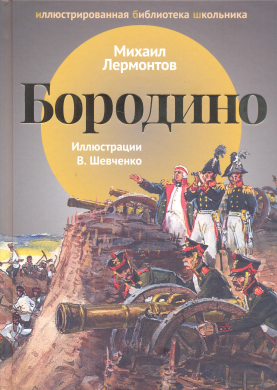 иллюстрированная библиотека школьника
Михаил
Лермонтов
Бородино
Иллюстрации
В. Шевченко